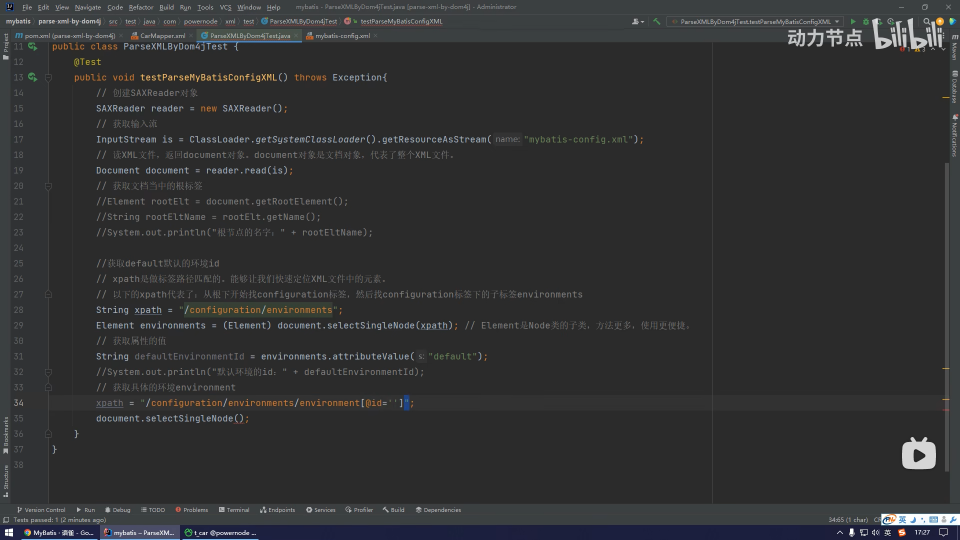 File Edit View Navigate Code Refactor Build Run Tools VCS Window Help parse-xml-by-dom4j - ParseXMLByDom4jTest.java [parse-xml-by-dom4j] - Administrator
mybatis parse-xml-by-dom4j src test java com powernode xml test ParseXMLByDom4jTest testParseMyBatisConfigXML ParseXMLByDom4jTest.testParseMyBatisConfigXML
pom.xml (parse-xml-by-dom4j) CarMapper.xml ParseXMLByDom4jTest.java mybatis-config.xml
动力节点 bilibili
Project
Maven
Database
Notifications
Bookmarks
Structure
11 public class ParseXMLByDom4jTest {
12 @Test
13 public void testParseMyBatisConfigXML() throws Exception{
14 // 创建SAXReader对象
15 SAXReader reader = new SAXReader();
16 // 获取输入流
17 InputStream is = ClassLoader.getSystemClassLoader().getResourceAsStream( name: "mybatis-config.xml");
18 // 读XML文件，返回document对象。document对象是文档对象，代表了整个XML文件。
19 Document document = reader.read(is);
20 // 获取文档当中的根标签
21 //Element rootElt = document.getRootElement();
22 //String rootEltName = rootElt.getName();
23 //System.out.println("根节点的名字：" + rootEltName);
24
25 //获取default默认的环境id
26 // xpath是做标签路径匹配的。能够让我们快速定位XML文件中的元素。
27 // 以下的xpath代表了：从根下开始找configuration标签，然后找configuration标签下的子标签environments
28 String xpath = "/configuration/environments";
29 Element environments = (Element) document.selectSingleNode(xpath); // Element是Node类的子类，方法更多，使用更便捷。
30 // 获取属性的值
31 String defaultEnvironmentId = environments.attributeValue( s: "default");
32 //System.out.println("默认环境的id：" + defaultEnvironmentId);
33 // 获取具体的环境environment
34 xpath = "/configuration/environments/environment[@id='']";
35 document.selectSingleNode();
36 }
37 }
38
Version Control Run Debug TODO Problems Terminal Endpoints Services Profiler Build Dependencies
Tests passed: 1 (2 minutes ago) 34:65 (1 char)
MyBatis · 语雀 - Go... mybatis – ParseXM... t_car @powernode ... 英 17:27